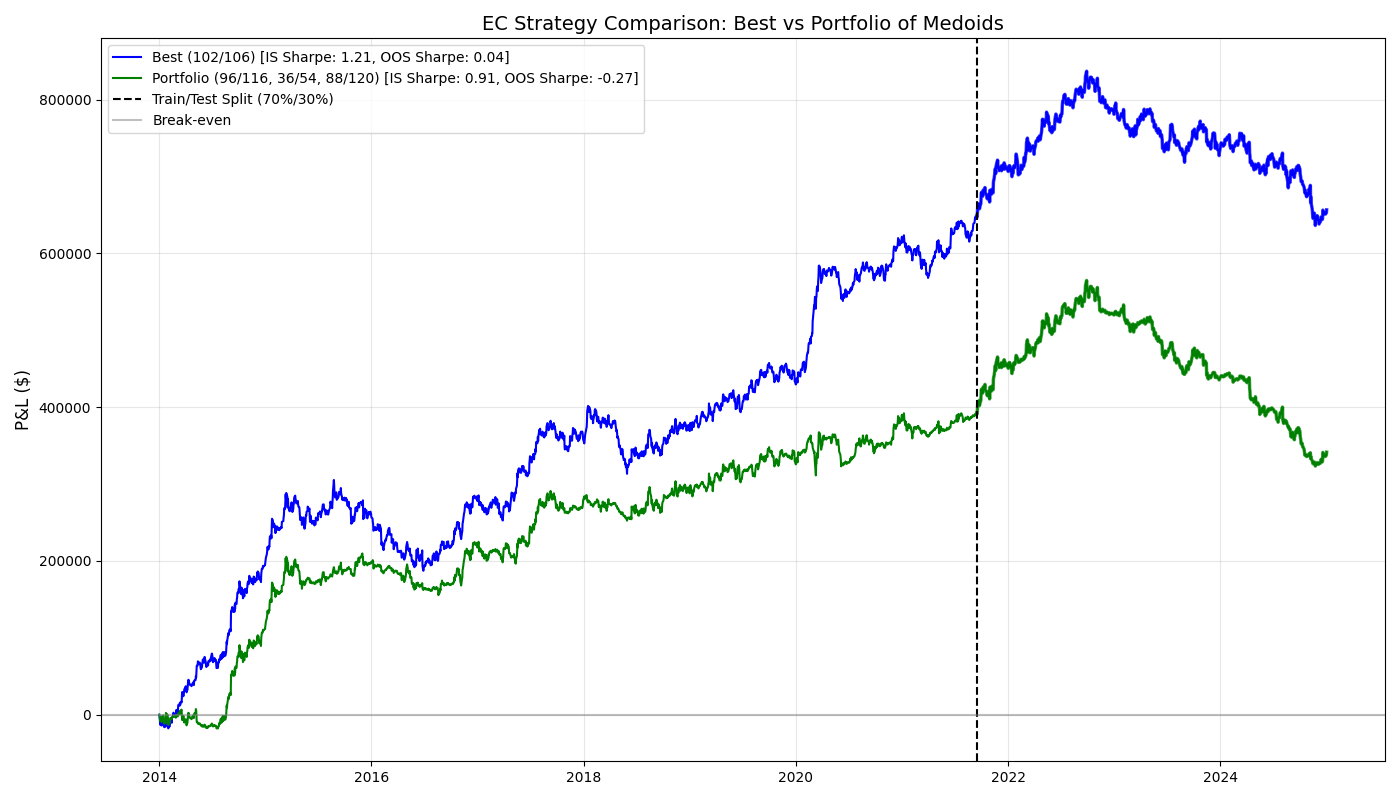 EC Strategy Comparison: Best vs Portfolio of Medoids
Best (102/106) [IS Sharpe: 1.21, OOS Sharpe: 0.04]
Portfolio (96/116, 36/54, 88/120) [IS Sharpe: 0.91, OOS Sharpe: -0.27]
Train/Test Split (70%/30%)
Break-even
P&L ($)
800000
600000
400000
200000
0
2014
2016
2018
2020
2022
2024